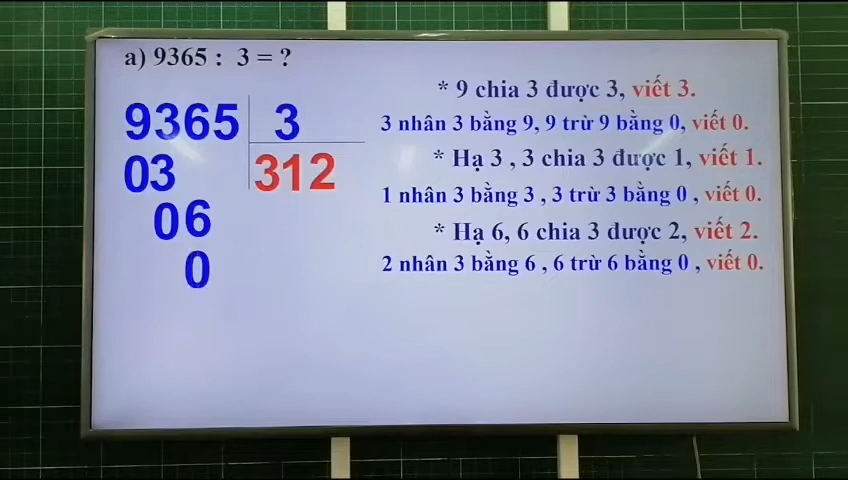 a) 9365 : 3 = ?
9365 3
03 312
06
0
* 9 chia 3 được 3, viết 3.
3 nhân 3 bằng 9, 9 trừ 9 bằng 0, viết 0.
* Hạ 3 , 3 chia 3 được 1, viết 1.
1 nhân 3 bằng 3 , 3 trừ 3 bằng 0 , viết 0.
* Hạ 6, 6 chia 3 được 2, viết 2.
2 nhân 3 bằng 6 , 6 trừ 6 bằng 0 , viết 0.